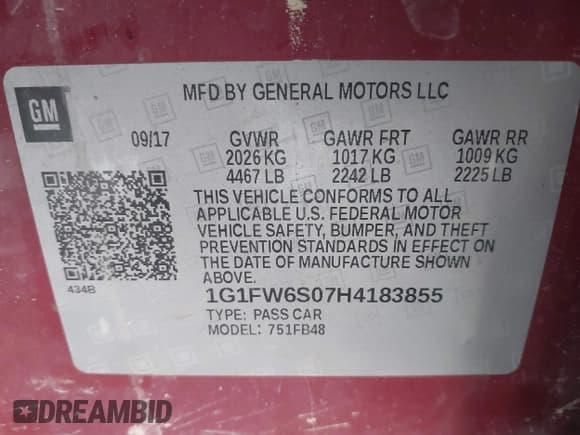 MFD BY GENERAL MOTORS LLC
GM
09/17 GVWR GAWR FRT GAWR RR
2026 KG 1017 KG 1009 KG
4467 LB 2242 LB 2225 LB
THIS VEHICLE CONFORMS TO ALL
APPLICABLE U.S. FEDERAL MOTOR
VEHICLE SAFETY, BUMPER, AND THEFT
PREVENTION STANDARDS IN EFFECT ON
THE DATE OF MANUFACTURE SHOWN
ABOVE.
434B
1G1FW6S07H4183855
TYPE: PASS CAR
MODEL: 751FB48
DREAMBID